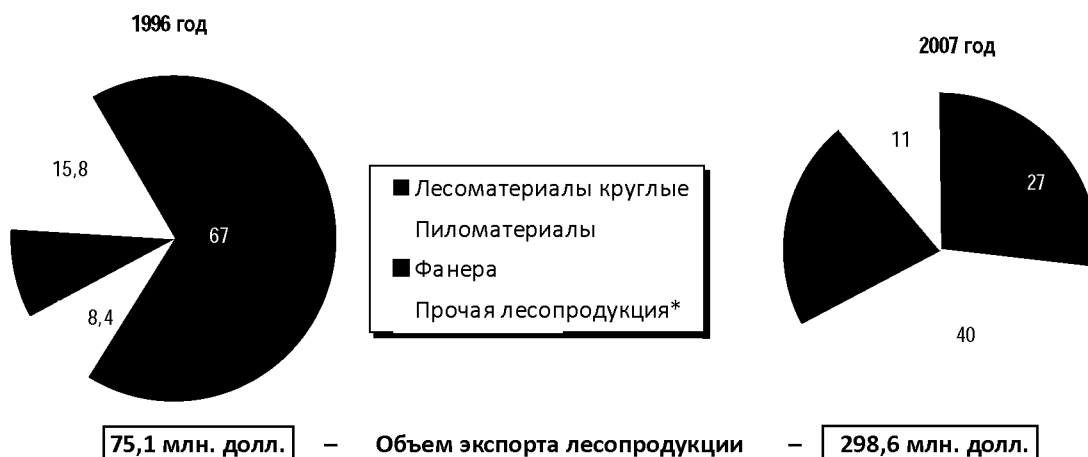 1996 год
2007 год
15,8
67
8,4
Лесоматериалы круглые
Пиломатериалы
Фанера
Прочая лесопродукция*
11
27
40
75,1 млн. долл. – Объем экспорта лесопродукции – 298,6 млн. долл.